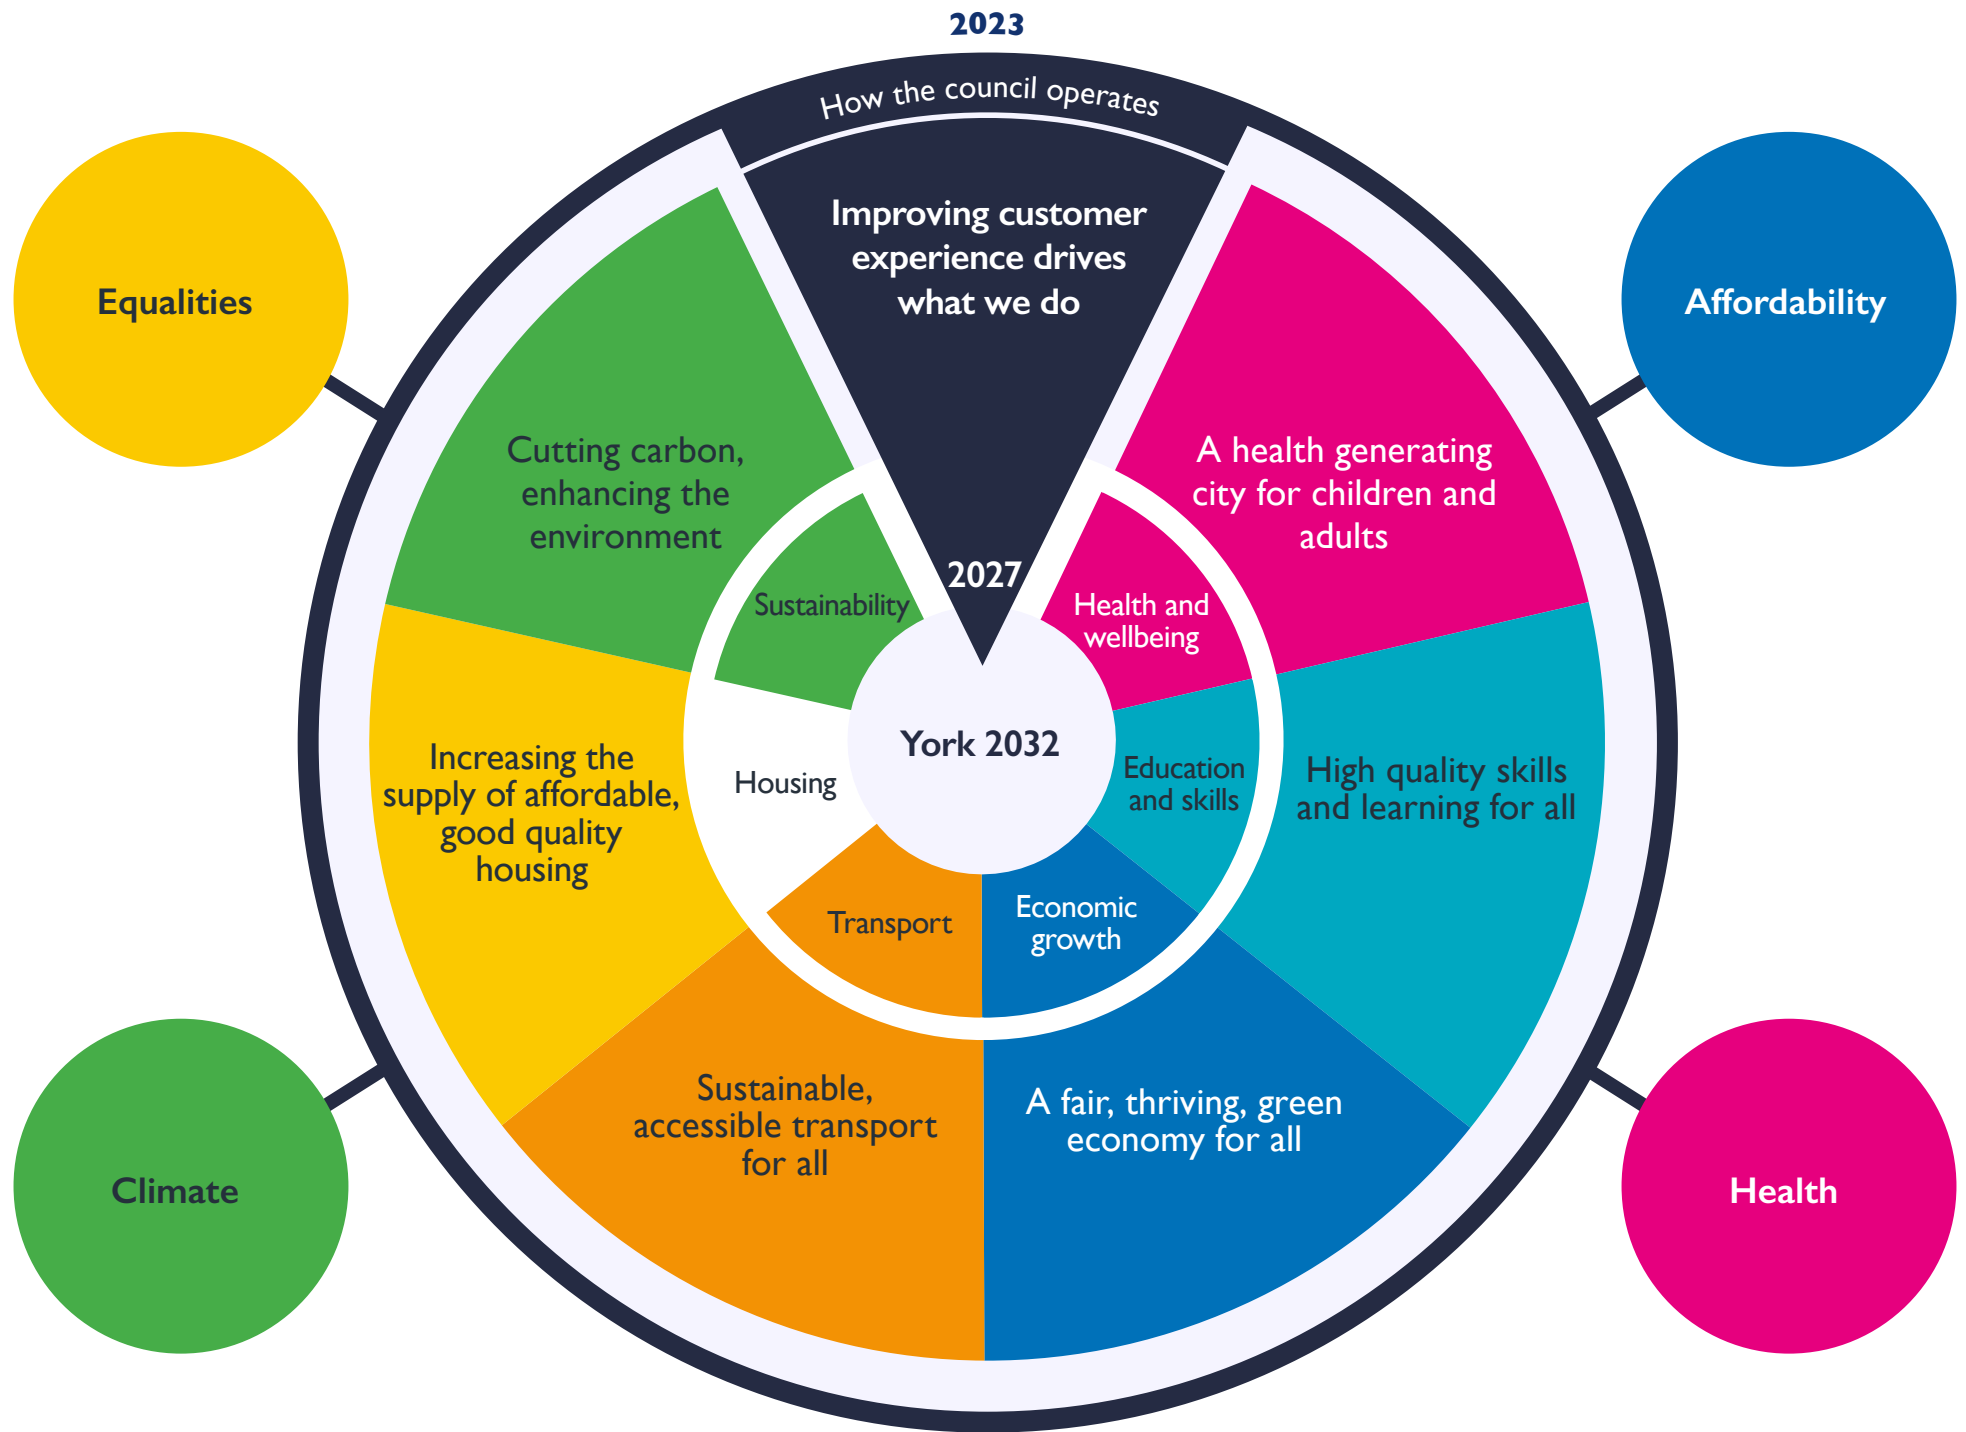 2023
How the council operates
Improving customer
experience drives
what we do
2027
Equalities
Affordability
Cutting carbon,
enhancing the
environment
A health generating
city for children and
adults
Sustainability
Health and
wellbeing
York 2032
Increasing the
supply of affordable,
good quality
housing
Housing
Education
and skills
High quality skills
and learning for all
Transport
Economic
growth
Sustainable,
accessible transport
for all
A fair, thriving, green
economy for all
Climate
Health